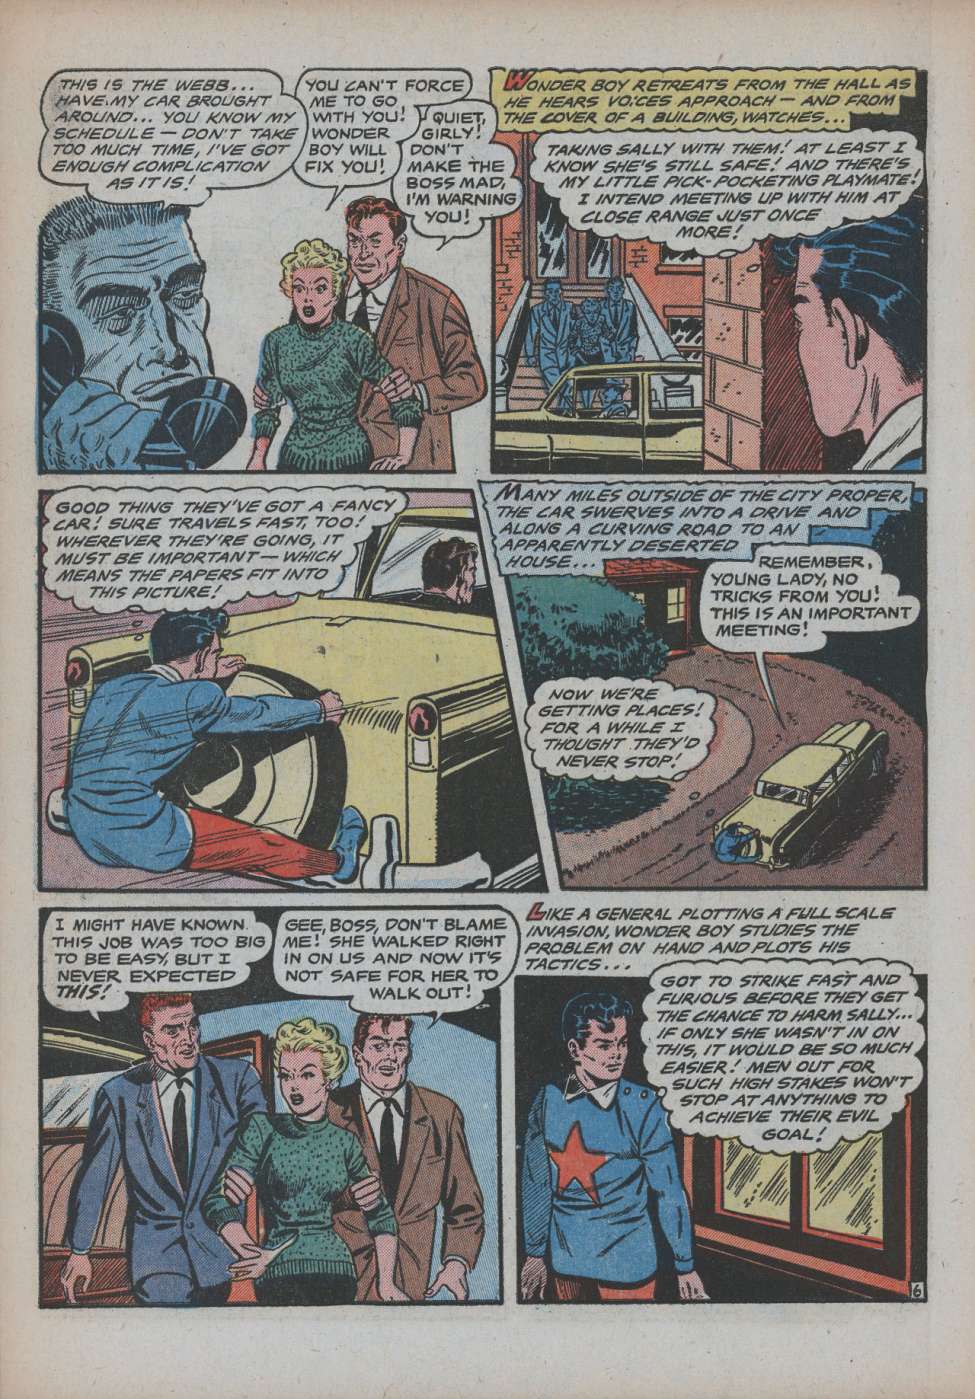 THIS IS THE WEBB...
HAVE MY CAR BROUGHT
AROUND... YOU KNOW MY
SCHEDULE — DON'T TAKE
TOO MUCH TIME, I'VE GOT
ENOUGH COMPLICATION
AS IT IS!
YOU CAN'T FORCE
ME TO GO
WITH YOU!
WONDER
BOY WILL
FIX YOU!
QUIET,
GIRLY!
DON'T
MAKE THE
BOSS MAD,
I'M WARNING
YOU!
WONDER BOY RETREATS FROM THE HALL AS
HE HEARS VOICES APPROACH — AND FROM
THE COVER OF A BUILDING, WATCHES...
TAKING SALLY WITH THEM! AT LEAST I
KNOW SHE'S STILL SAFE! AND THERE'S
MY LITTLE PICK-POCKETING PLAYMATE!
I INTEND MEETING UP WITH HIM AT
CLOSE RANGE JUST ONCE
MORE!
GOOD THING THEY'VE GOT A FANCY
CAR! SURE TRAVELS FAST, TOO!
WHEREVER THEY'RE GOING, IT
MUST BE IMPORTANT — WHICH
MEANS THE PAPERS FIT INTO
THIS PICTURE!
MANY MILES OUTSIDE OF THE CITY PROPER,
THE CAR SWERVES INTO A DRIVE AND
ALONG A CURVING ROAD TO AN
APPARENTLY DESERTED
HOUSE...
REMEMBER,
YOUNG LADY, NO
TRICKS FROM YOU!
THIS IS AN IMPORTANT
MEETING!
NOW WE'RE
GETTING PLACES!
FOR A WHILE I
THOUGHT THEY'D
NEVER STOP!
I MIGHT HAVE KNOWN
THIS JOB WAS TOO BIG
TO BE EASY, BUT I
NEVER EXPECTED
THIS!
GEE, BOSS, DON'T BLAME
ME! SHE WALKED RIGHT
IN ON US AND NOW IT'S
NOT SAFE FOR HER TO
WALK OUT!
LIKE A GENERAL PLOTTING A FULL SCALE
INVASION, WONDER BOY STUDIES THE
PROBLEM ON HAND AND PLOTS HIS
TACTICS...
GOT TO STRIKE FAST AND
FURIOUS BEFORE THEY GET
THE CHANCE TO HARM SALLY...
IF ONLY SHE WASN'T IN ON
THIS, IT WOULD BE SO MUCH
EASIER! MEN OUT FOR
SUCH HIGH STAKES WON'T
STOP AT ANYTHING TO
ACHIEVE THEIR EVIL
GOAL!
6